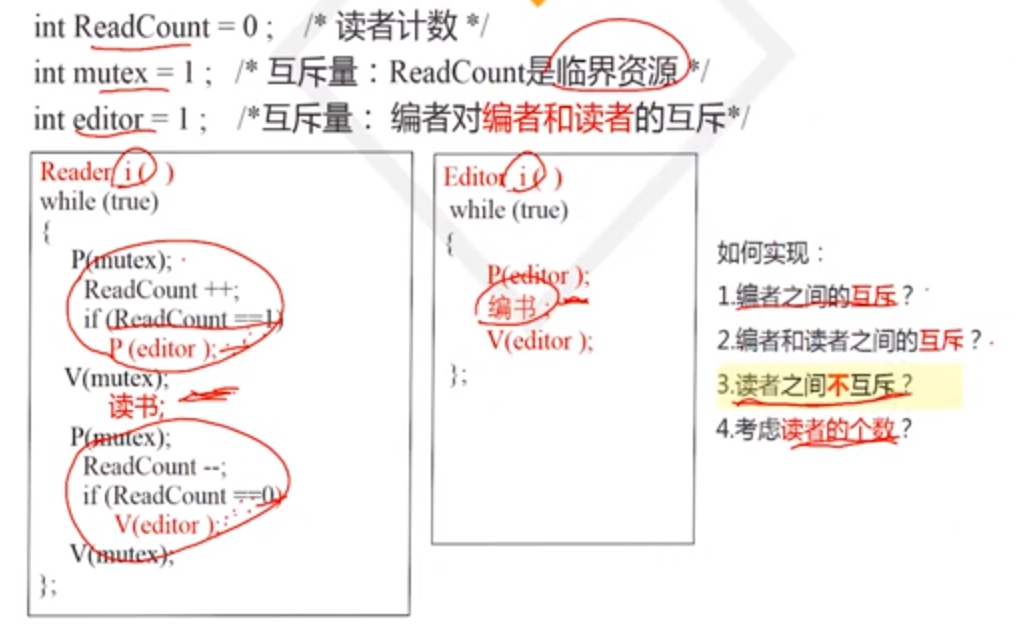 int ReadCount = 0 ; /* 读者计数 */
int mutex = 1 ; /* 互斥量：ReadCount是临界资源 */
int editor = 1 ; /*互斥量： 编者对编者和读者的互斥*/
Reader i ( )
while (true)
{
P(mutex);
ReadCount ++;
if (ReadCount ==1)
P (editor );
V(mutex);
读书;
P(mutex);
ReadCount --;
if (ReadCount ==0)
V(editor );
V(mutex);
};
Editor i( )
while (true)
{
P(editor );
编书 ;
V(editor );
};
如何实现：
1.编者之间的互斥？
2.编者和读者之间的互斥？
3.读者之间不互斥？
4.考虑读者的个数？